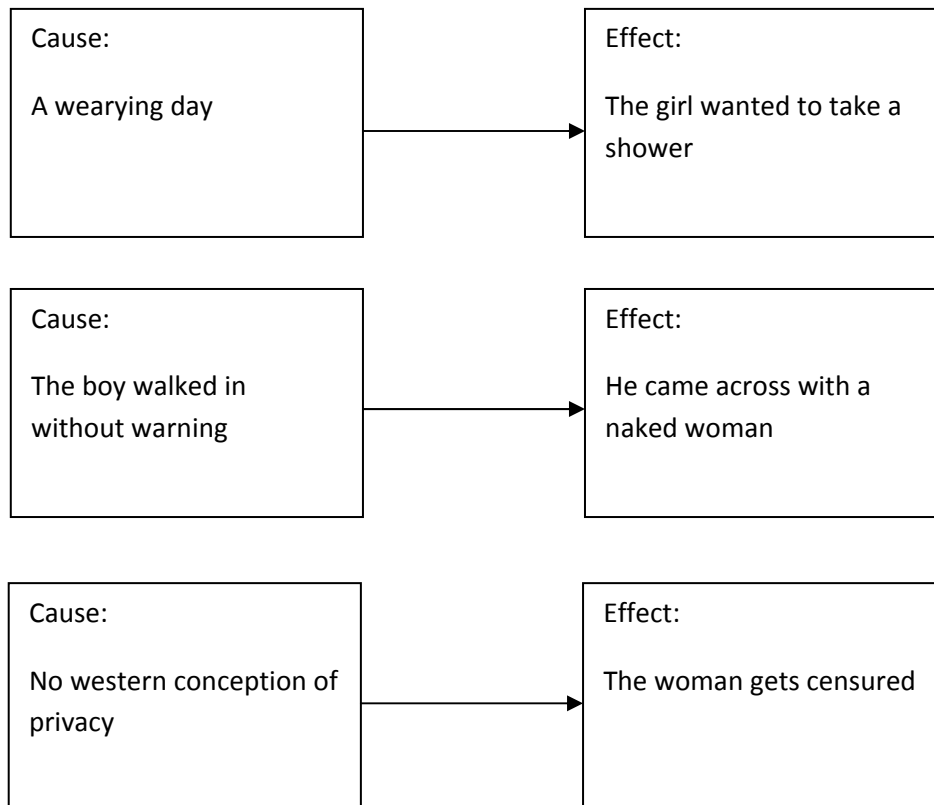 Cause:
A wearying day
Effect:
The girl wanted to take a
shower
Cause:
The boy walked in
without warning
Effect:
He came across with a
naked woman
Cause:
No western conception of
privacy
Effect:
The woman gets censured